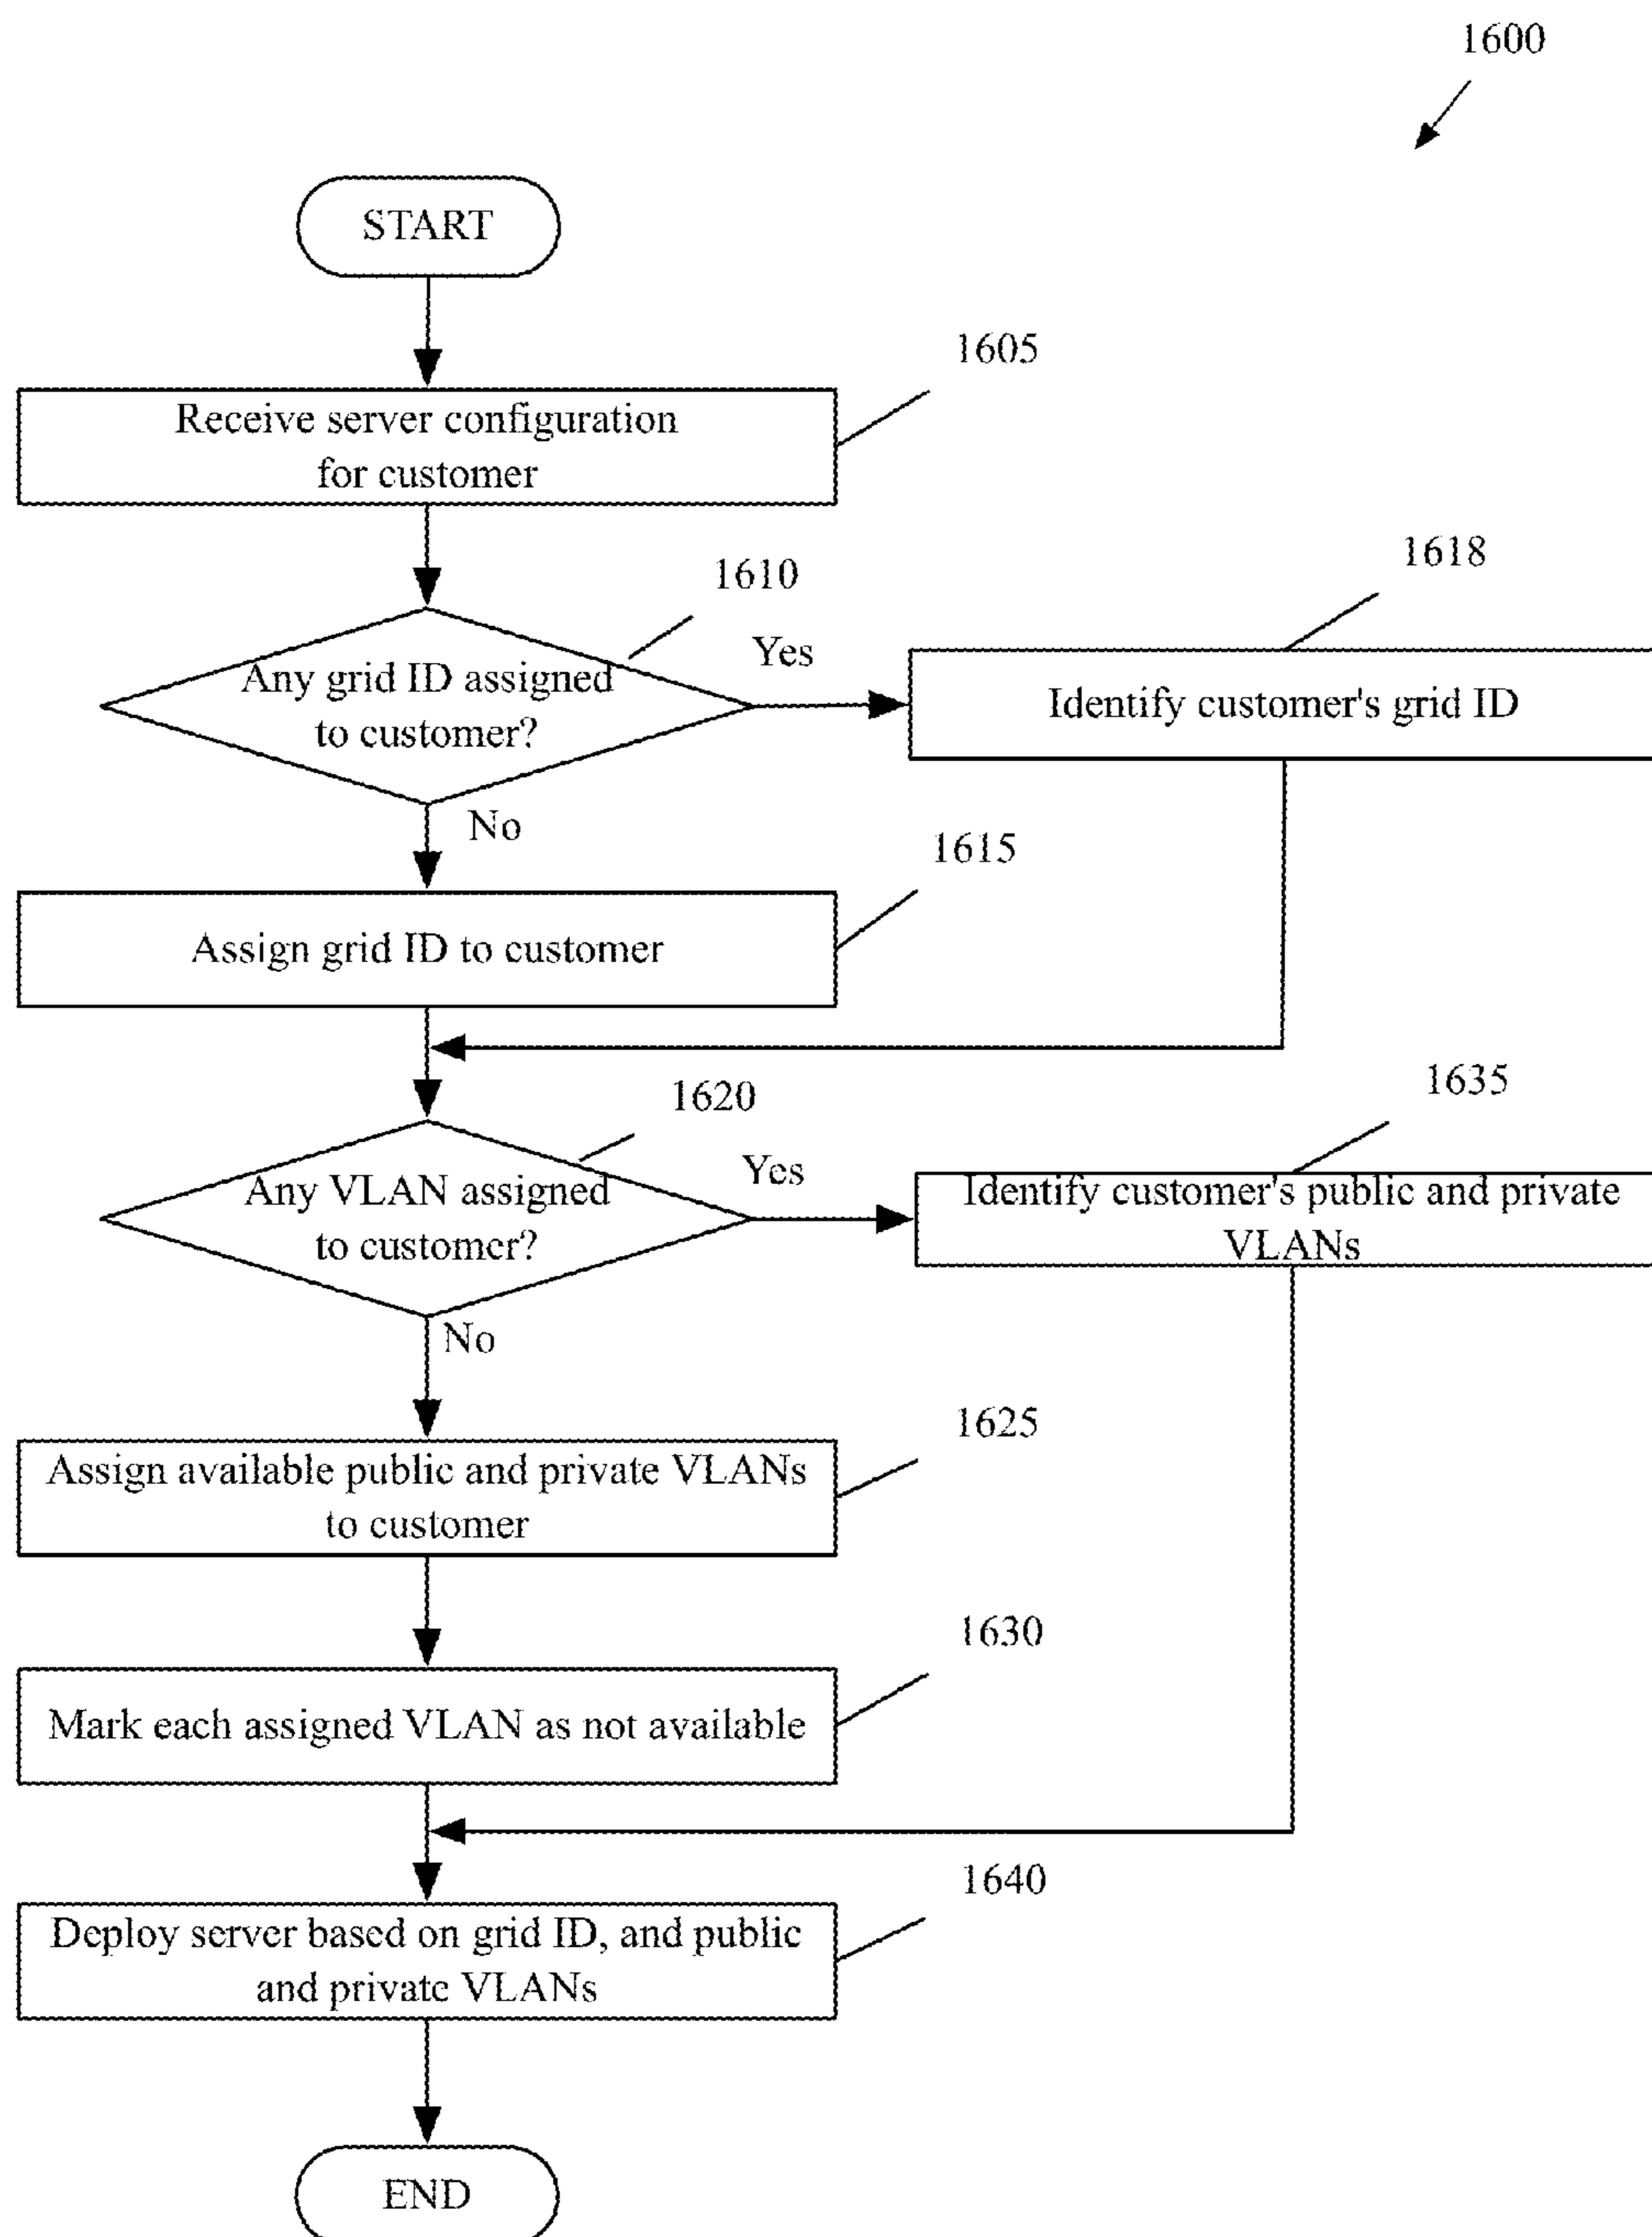 1600
START
1605
Receive server configuration
for customer
1618
1610
Yes
Any grid ID assigned
to customer?
Identify customer's grid ID
No
1615
Assign grid ID to customer
1620
1635
Yes
Any VLAN assigned
to customer?
Identify customer's public and private
VLANs
No
1625
Assign available public and private VLANs
to customer
1630
Mark each assigned VLAN as not available
1640
Deploy server based on grid ID, and public
and private VLANs
END